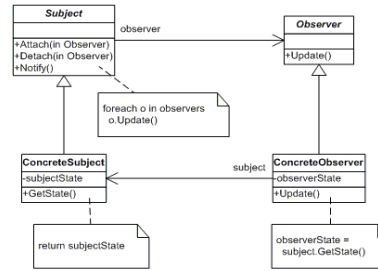 Subject
+Attach(in Observer)
+Detach(in Observer)
+Notify()
observer
Observer
+Update()
foreach o in observers
o.Update()
ConcreteSubject
-subjectState
+GetState()
subject
ConcreteObserver
-observerState
+Update()
return subjectState
observerState =
subject.GetState()